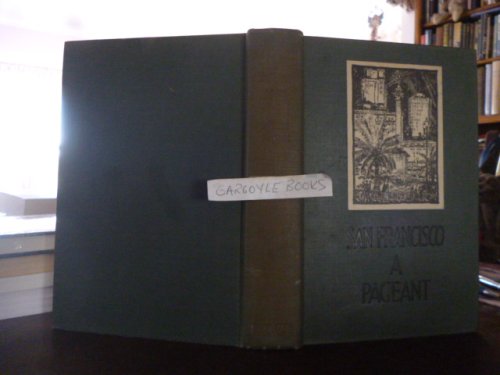 GARGOYLE BOOKS
SAN FRANCISCO
A
PAGEANT